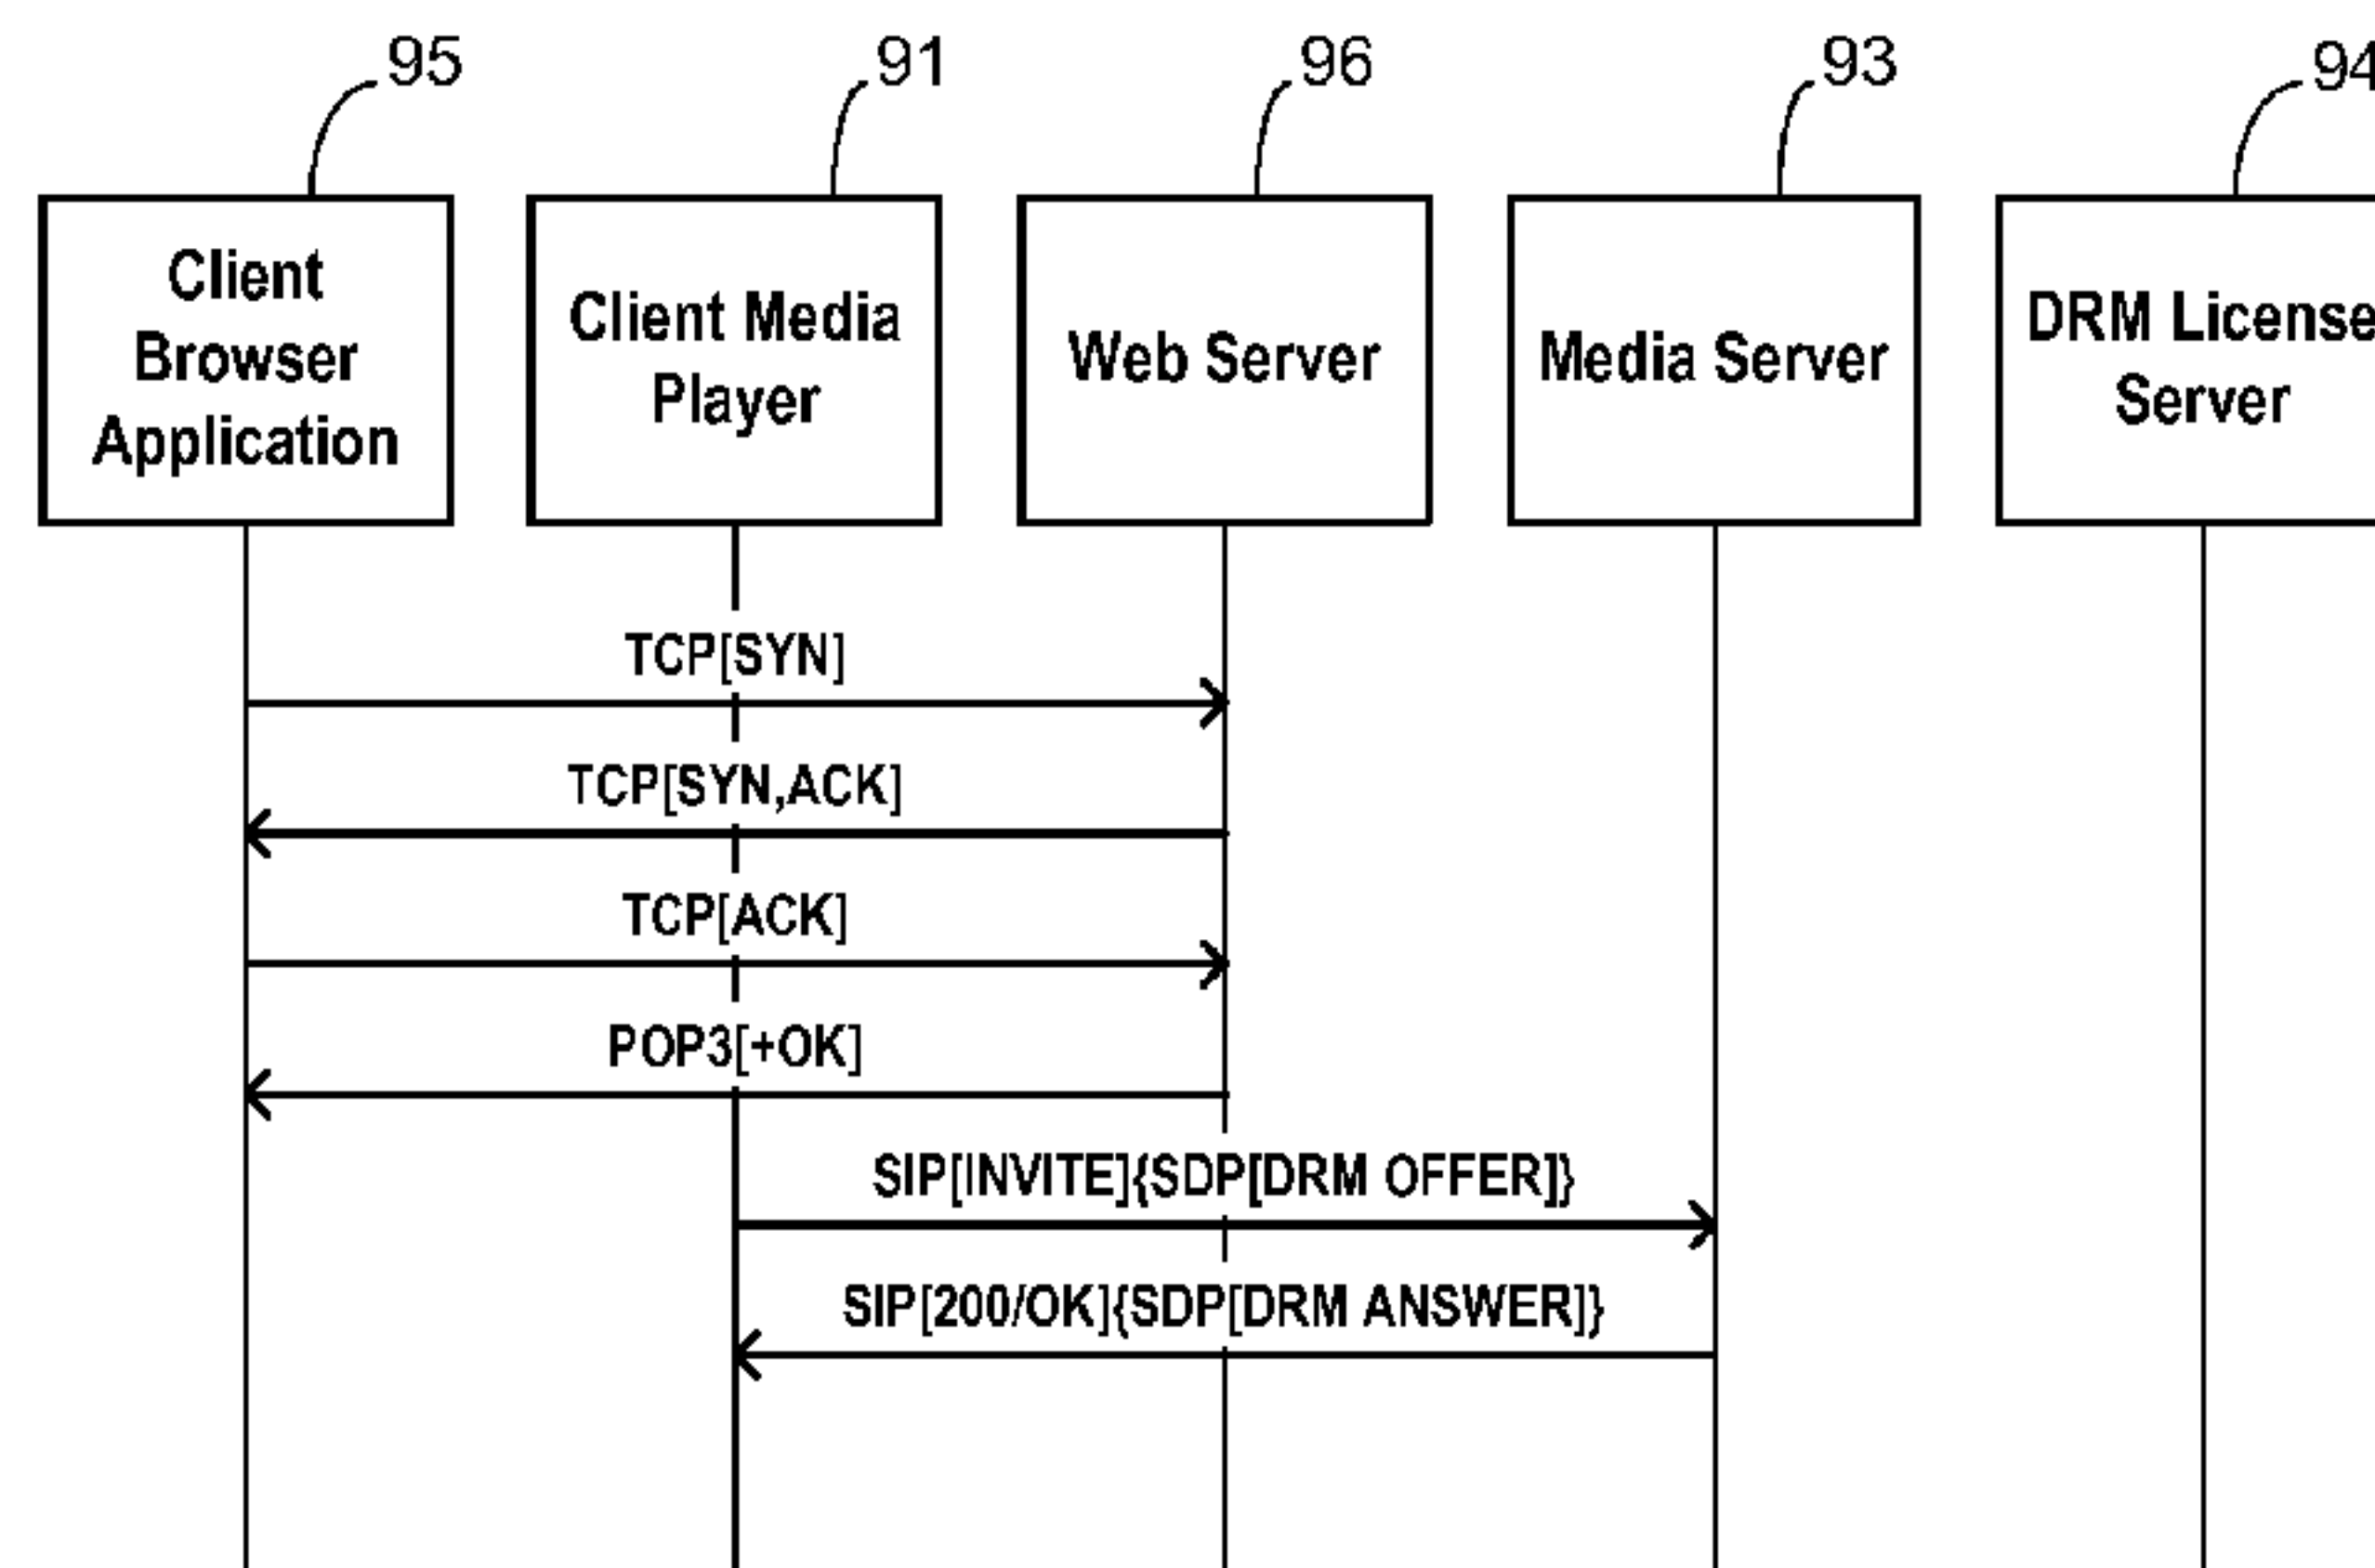 95
91
96
93
94
Client
Browser
Application
Client Media
Player
Web Server
Media Server
DRM License
Server
TCP[SYN]
TCP[SYN,ACK]
TCP[ACK]
POP3[+OK]
SIP[INVITE]{SDP[DRM OFFER]}
SIP[200/OK]{SDP[DRM ANSWER]}